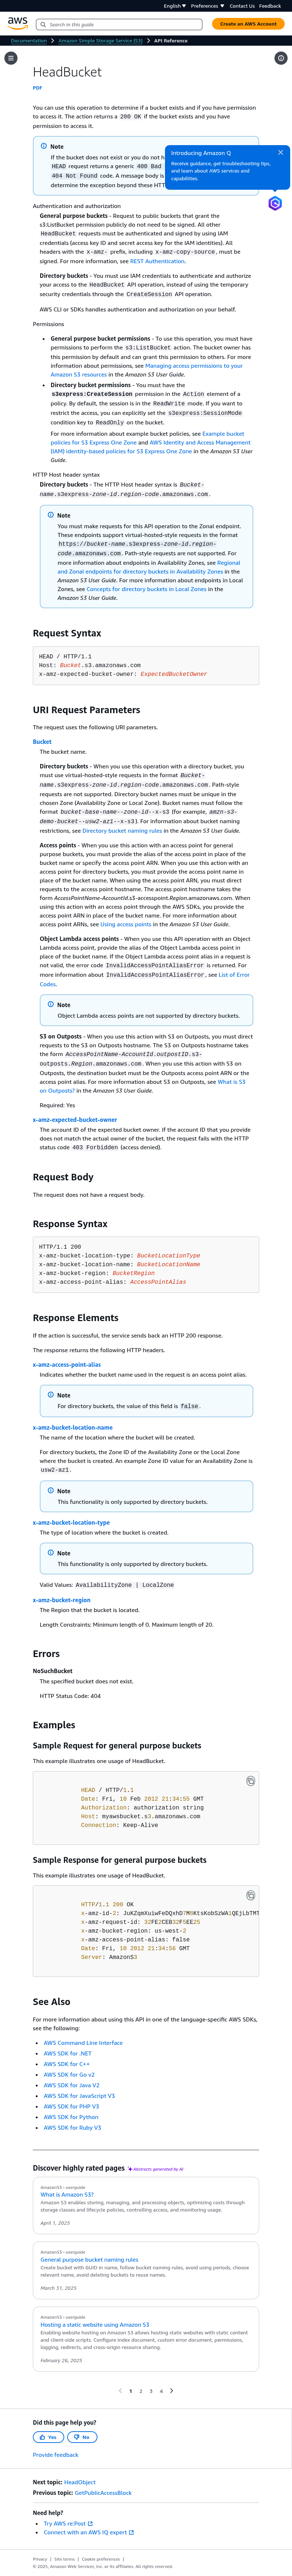 English
Preferences
Contact Us
Feedback
aws
Search in this guide
Create an AWS Account
Documentation
Amazon Simple Storage Service (S3)
API Reference
HeadBucket
PDF
You can use this operation to determine if a bucket exists and if you have permission
to access it. The action returns a 200 OK if the bucket exists and you have
permission to access it.
Note
If the bucket does not exist or you do not ha
HEAD request returns a generic 400 Bad
404 Not Found code. A message body is
determine the exception beyond these HTT
Introducing Amazon Q
Receive guidance, get troubleshooting tips,
and learn about AWS services and
capabilities.
Authentication and authorization
General purpose buckets - Request to public buckets that grant the
s3:ListBucket permission publicly do not need to be signed. All other
HeadBucket requests must be authenticated and signed by using IAM
credentials (access key ID and secret access key for the IAM identities). All
headers with the x-amz- prefix, including x-amz-copy-source, must be
signed. For more information, see REST Authentication.
Directory buckets - You must use IAM credentials to authenticate and authorize
your access to the HeadBucket API operation, instead of using the temporary
security credentials through the CreateSession API operation.
AWS CLI or SDKs handles authentication and authorization on your behalf.
Permissions
General purpose bucket permissions - To use this operation, you must have
permissions to perform the s3:ListBucket action. The bucket owner has
this permission by default and can grant this permission to others. For more
information about permissions, see Managing access permissions to your
Amazon S3 resources in the Amazon S3 User Guide.
Directory bucket permissions - You must have the
s3express:CreateSession permission in the Action element of a
policy. By default, the session is in the ReadWrite mode. If you want to
restrict the access, you can explicitly set the s3express:SessionMode
condition key to ReadOnly on the bucket.
For more information about example bucket policies, see Example bucket
policies for S3 Express One Zone and AWS Identity and Access Management
(IAM) identity-based policies for S3 Express One Zone in the Amazon S3 User
Guide.
HTTP Host header syntax
Directory buckets - The HTTP Host header syntax is Bucket-
name.s3express-zone-id.region-code.amazonaws.com.
Note
You must make requests for this API operation to the Zonal endpoint.
These endpoints support virtual-hosted-style requests in the format
https://bucket-name.s3express-zone-id.region-
code.amazonaws.com. Path-style requests are not supported. For
more information about endpoints in Availability Zones, see Regional
and Zonal endpoints for directory buckets in Availability Zones in the
Amazon S3 User Guide. For more information about endpoints in Local
Zones, see Concepts for directory buckets in Local Zones in the
Amazon S3 User Guide.
Request Syntax
HEAD / HTTP/1.1
Host: Bucket.s3.amazonaws.com
x-amz-expected-bucket-owner: ExpectedBucketOwner
URI Request Parameters
The request uses the following URI parameters.
Bucket
The bucket name.
Directory buckets - When you use this operation with a directory bucket, you
must use virtual-hosted-style requests in the format Bucket-
name.s3express-zone-id.region-code.amazonaws.com. Path-style
requests are not supported. Directory bucket names must be unique in the
chosen Zone (Availability Zone or Local Zone). Bucket names must follow the
format bucket-base-name--zone-id--x-s3 (for example, amzn-s3-
demo-bucket--usw2-az1--x-s3). For information about bucket naming
restrictions, see Directory bucket naming rules in the Amazon S3 User Guide.
Access points - When you use this action with an access point for general
purpose buckets, you must provide the alias of the access point in place of the
bucket name or specify the access point ARN. When you use this action with an
access point for directory buckets, you must provide the access point name in
place of the bucket name. When using the access point ARN, you must direct
requests to the access point hostname. The access point hostname takes the form
AccessPointName-AccountId.s3-accesspoint.Region.amazonaws.com. When
using this action with an access point through the AWS SDKs, you provide the
access point ARN in place of the bucket name. For more information about
access point ARNs, see Using access points in the Amazon S3 User Guide.
Object Lambda access points - When you use this API operation with an Object
Lambda access point, provide the alias of the Object Lambda access point in
place of the bucket name. If the Object Lambda access point alias in a request is
not valid, the error code InvalidAccessPointAliasError is returned. For
more information about InvalidAccessPointAliasError, see List of Error
Codes.
Note
Object Lambda access points are not supported by directory buckets.
S3 on Outposts - When you use this action with S3 on Outposts, you must direct
requests to the S3 on Outposts hostname. The S3 on Outposts hostname takes
the form AccessPointName-AccountId.outpostID.s3-
outposts.Region.amazonaws.com. When you use this action with S3 on
Outposts, the destination bucket must be the Outposts access point ARN or the
access point alias. For more information about S3 on Outposts, see What is S3
on Outposts? in the Amazon S3 User Guide.
Required: Yes
x-amz-expected-bucket-owner
The account ID of the expected bucket owner. If the account ID that you provide
does not match the actual owner of the bucket, the request fails with the HTTP
status code 403 Forbidden (access denied).
Request Body
The request does not have a request body.
Response Syntax
HTTP/1.1 200
x-amz-bucket-location-type: BucketLocationType
x-amz-bucket-location-name: BucketLocationName
x-amz-bucket-region: BucketRegion
x-amz-access-point-alias: AccessPointAlias
Response Elements
If the action is successful, the service sends back an HTTP 200 response.
The response returns the following HTTP headers.
x-amz-access-point-alias
Indicates whether the bucket name used in the request is an access point alias.
Note
For directory buckets, the value of this field is false.
x-amz-bucket-location-name
The name of the location where the bucket will be created.
For directory buckets, the Zone ID of the Availability Zone or the Local Zone
where the bucket is created. An example Zone ID value for an Availability Zone is
usw2-az1.
Note
This functionality is only supported by directory buckets.
x-amz-bucket-location-type
The type of location where the bucket is created.
Note
This functionality is only supported by directory buckets.
Valid Values: AvailabilityZone | LocalZone
x-amz-bucket-region
The Region that the bucket is located.
Length Constraints: Minimum length of 0. Maximum length of 20.
Errors
NoSuchBucket
The specified bucket does not exist.
HTTP Status Code: 404
Examples
Sample Request for general purpose buckets
This example illustrates one usage of HeadBucket.
HEAD / HTTP/1.1
Date: Fri, 10 Feb 2012 21:34:55 GMT
Authorization: authorization string
Host: myawsbucket.s3.amazonaws.com
Connection: Keep-Alive
Sample Response for general purpose buckets
This example illustrates one usage of HeadBucket.
HTTP/1.1 200 OK
x-amz-id-2: JuKZqmXuiwFeDQxhD7M8KtsKobSzWA1QEjLbTMT
x-amz-request-id: 32FE2CEB32F5EE25
x-amz-bucket-region: us-west-2
x-amz-access-point-alias: false
Date: Fri, 10 2012 21:34:56 GMT
Server: AmazonS3
See Also
For more information about using this API in one of the language-specific AWS SDKs,
see the following:
AWS Command Line Interface
AWS SDK for .NET
AWS SDK for C++
AWS SDK for Go v2
AWS SDK for Java V2
AWS SDK for JavaScript V3
AWS SDK for PHP V3
AWS SDK for Python
AWS SDK for Ruby V3
Discover highly rated pages
Abstracts generated by AI
AmazonS3 › userguide
What is Amazon S3?
Amazon S3 enables storing, managing, and processing objects, optimizing costs through
storage classes and lifecycle policies, controlling access, and monitoring usage.
April 1, 2025
AmazonS3 › userguide
General purpose bucket naming rules
Create bucket with GUID in name, follow bucket naming rules, avoid using periods, choose
relevant name, avoid deleting buckets to reuse names.
March 31, 2025
AmazonS3 › userguide
Hosting a static website using Amazon S3
Enabling website hosting on Amazon S3 allows hosting static websites with static content
and client-side scripts. Configure index document, custom error document, permissions,
logging, redirects, and cross-origin resource sharing.
February 26, 2025
1 2 3 4
Did this page help you?
Yes
No
Provide feedback
Next topic: HeadObject
Previous topic: GetPublicAccessBlock
Need help?
Try AWS re:Post
Connect with an AWS IQ expert
Privacy | Site terms | Cookie preferences |
© 2025, Amazon Web Services, Inc. or its affiliates. All rights reserved.